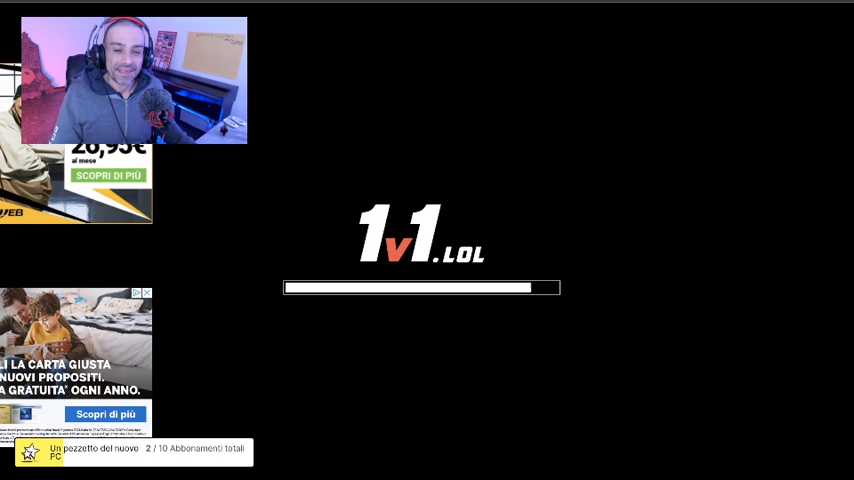 26,95€
al mese
SCOPRI DI PIÙ
WEB
1v1.LOL
LI LA CARTA GIUSTA
NUOVI PROPOSITI.
A GRATUITA* OGNI ANNO.
Scopri di più
Un pezzetto del nuovo PC
2 / 10 Abbonamenti totali